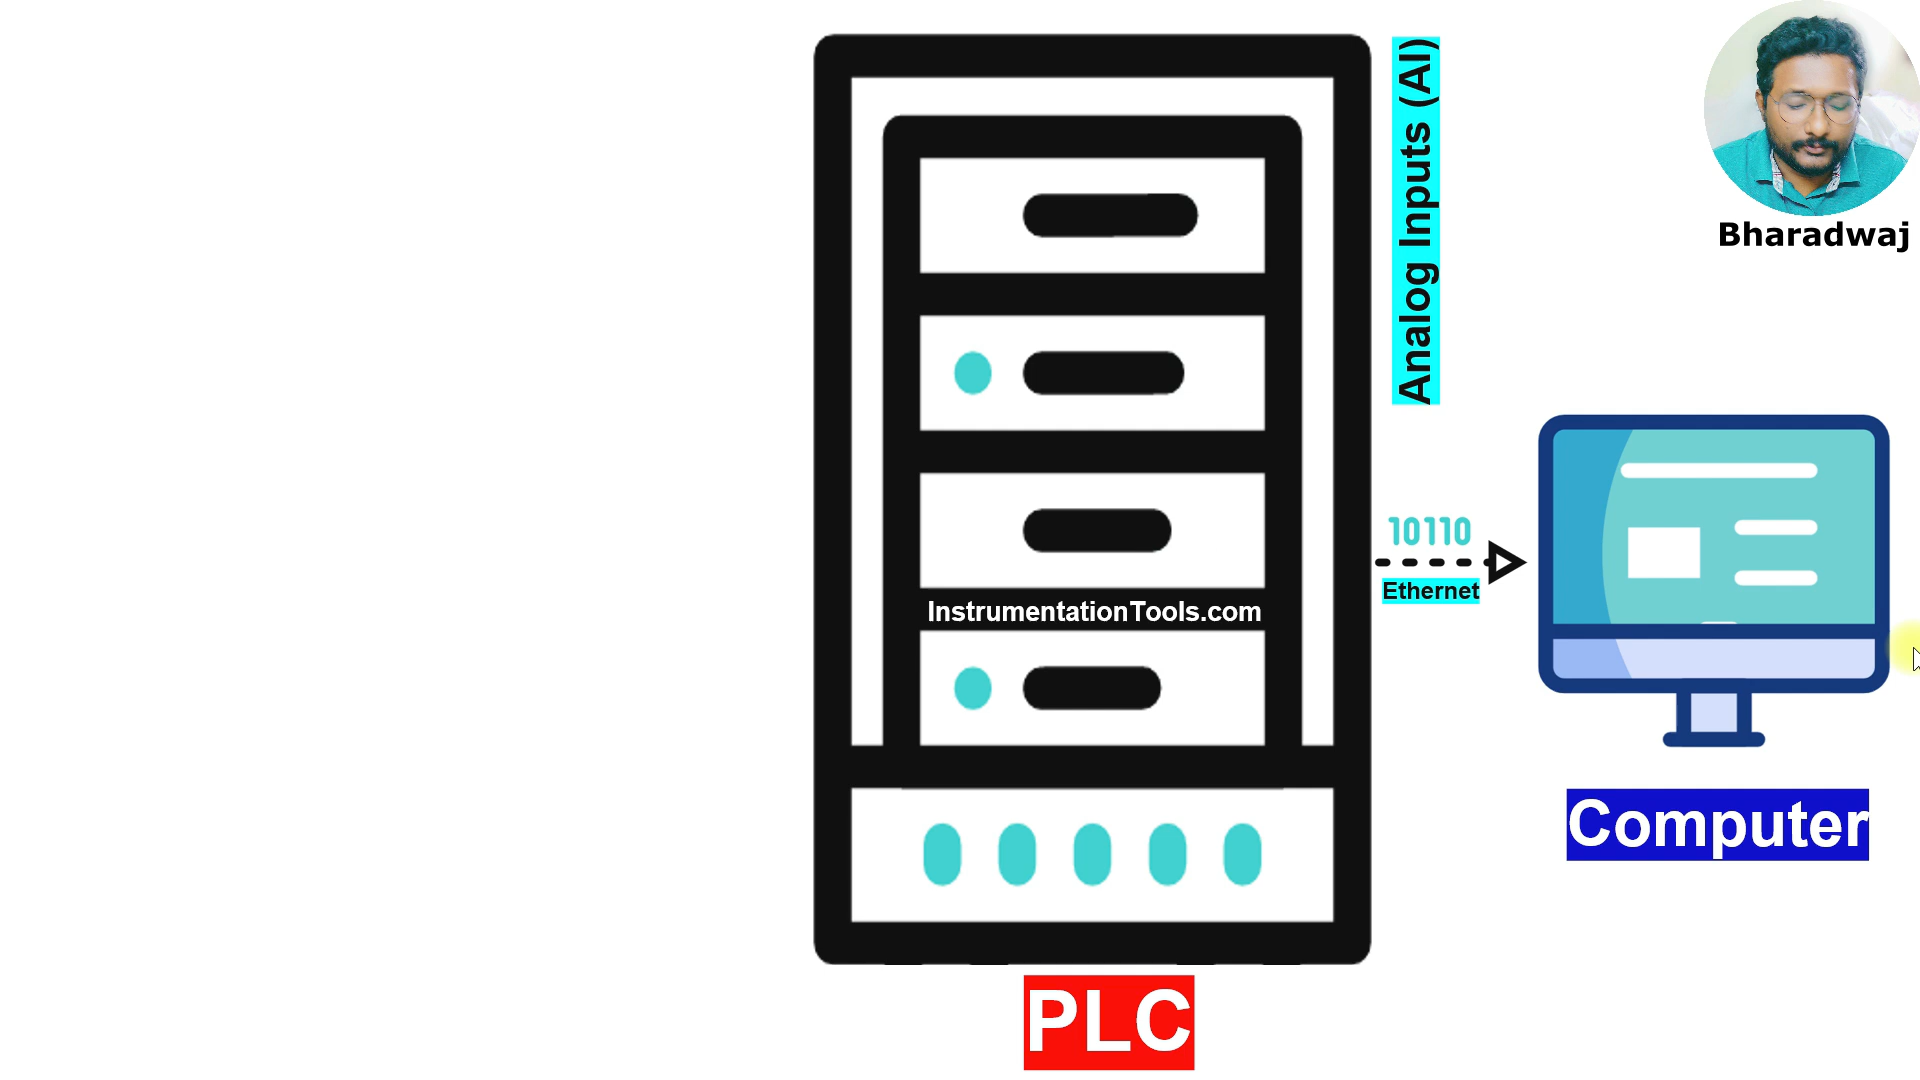 Analog Inputs (AI)
Bharadwaj
10110
Ethernet
InstrumentationTools.com
Computer
PLC